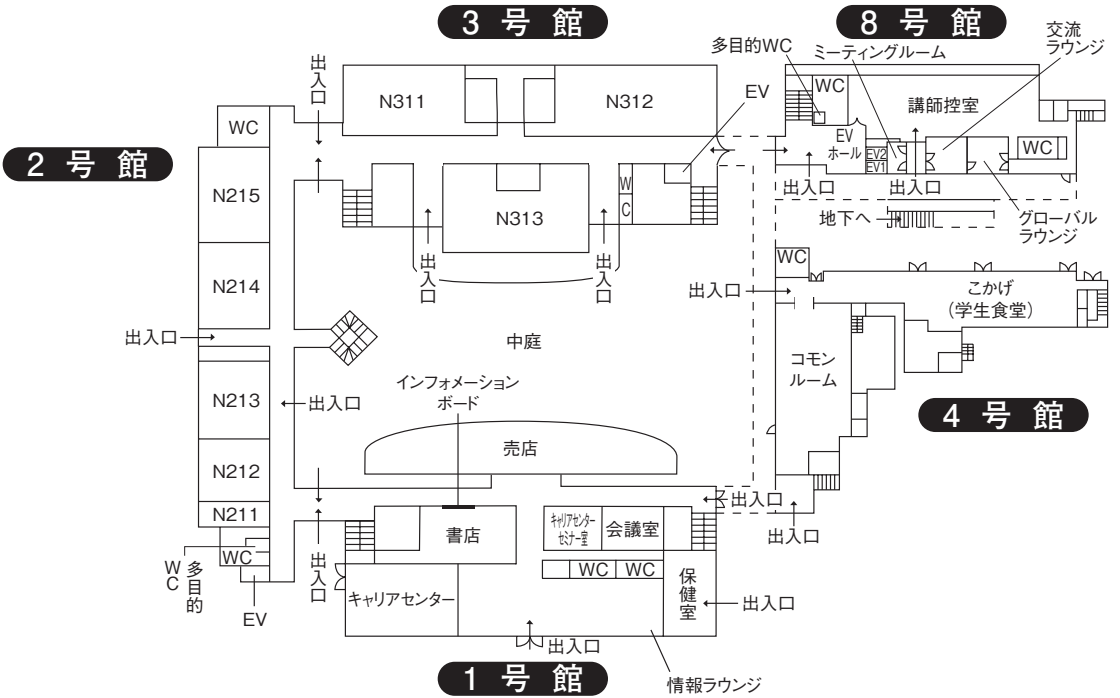 3 号 館
8 号 館
交流
ラウンジ
多目的WC
ミーティングルーム
出入口
N311
N312
EV
WC
講師控室
EV
ホール
EV2
EV1
WC
出入口
出入口
地下へ
グローバル
ラウンジ
2 号 館
WC
N215
N214
出入口
N213
出入口
N212
N211
WC
多目的
WC
EV
N313
WC
出入口
出入口
中庭
WC
出入口
こかげ
(学生食堂)
コモン
ルーム
4 号 館
出入口
インフォメーション
ボード
売店
出入口
書店
キャリアセンター
セミナー室
会議室
WC
WC
保健室
出入口
キャリアセンター
出入口
出入口
情報ラウンジ
1 号 館